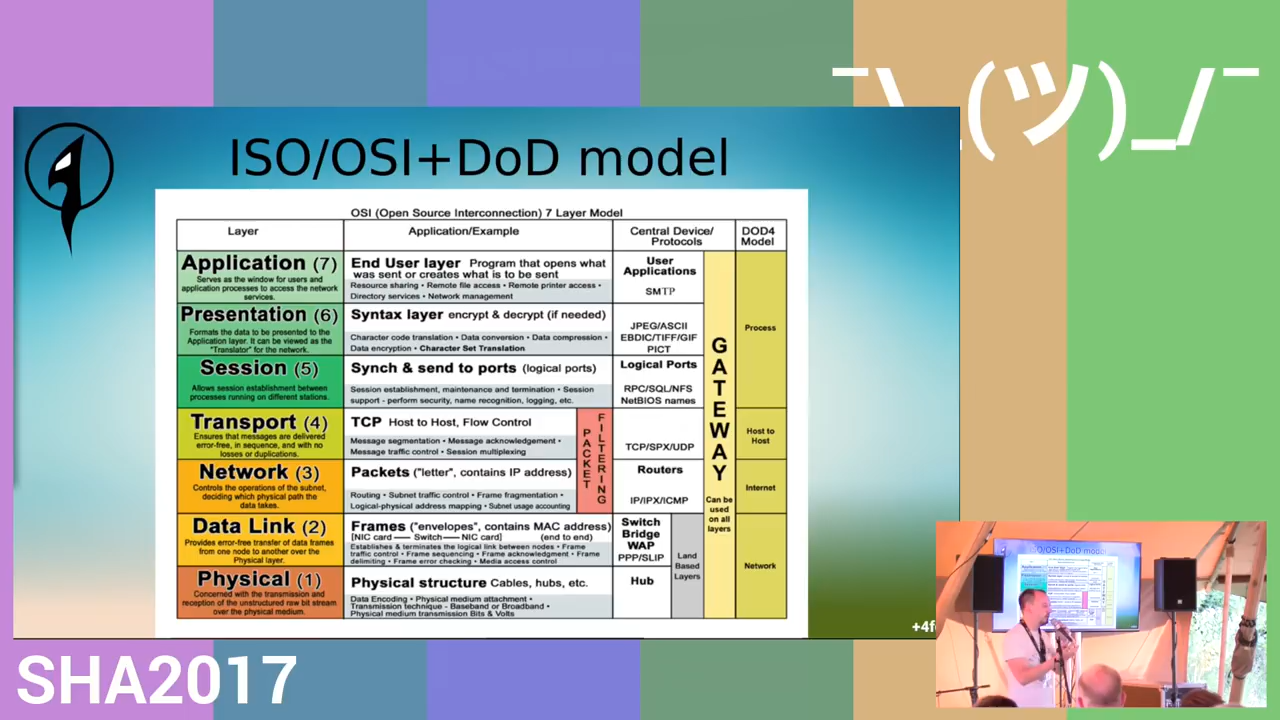 ¯\_(ツ)_/¯
ISO/OSI+DoD model
OSI (Open Source Interconnection) 7 Layer Model
Layer
Application/Example
Central Device/
Protocols
DOD4
Model
Application (7)
Serves as the window for users and
application processes to access the network
services.
End User layer Program that opens what
was sent or creates what is to be sent
Resource sharing • Remote file access • Remote printer access •
Directory services • Network management
User
Applications
SMTP
Presentation (6)
Formats the data to be presented to the
Application layer. It can be viewed as the
"Translator" for the network.
Syntax layer encrypt & decrypt (if needed)
Character code translation • Data conversion • Data compression •
Data encryption • Character Set Translation
JPEG/ASCII
EBDIC/TIFF/GIF
PICT
Session (5)
Allows session establishment between
processes running on different stations.
Synch & send to ports (logical ports)
Session establishment, maintenance and termination • Session
support - perform security, name recognition, logging, etc.
Logical Ports
RPC/SQL/NFS
NetBIOS names
Transport (4)
Ensures that messages are delivered
error-free, in sequence, and with no
losses or duplications.
TCP Host to Host, Flow Control
Message segmentation • Message acknowledgement •
Message traffic control • Session multiplexing
TCP/SPX/UDP
Network (3)
Controls the operations of the subnet,
deciding which physical path the
data takes.
Packets ("letter", contains IP address)
Routing • Subnet traffic control • Frame fragmentation •
Logical-physical address mapping • Subnet usage accounting
Routers
IP/IPX/ICMP
PACKET
FILTERING
Data Link (2)
Provides error-free transfer of data frames
from one node to another over the
Physical layer.
Frames ("envelopes", contains MAC address)
[NIC card —— Switch—— NIC card] (end to end)
Establishes & terminates the logical link between nodes • Frame
traffic control • Frame sequencing • Frame acknowledgment • Frame
delimiting • Frame error checking • Media access control
Switch
Bridge
WAP
PPP/SLIP
Physical (1)
Concerned with the transmission and
reception of the unstructured raw bit stream
over the physical medium.
Physical structure Cables, hubs, etc.
Data Encoding • Physical medium attachment •
Transmission technique - Baseband or Broadband •
Physical medium transmission Bits & Volts
Hub
Land
Based
Layers
GATEWAY
Can be
used
on all
layers
Process
Host to
Host
Internet
Network
ISO/OSI+DoD model
SHA2017